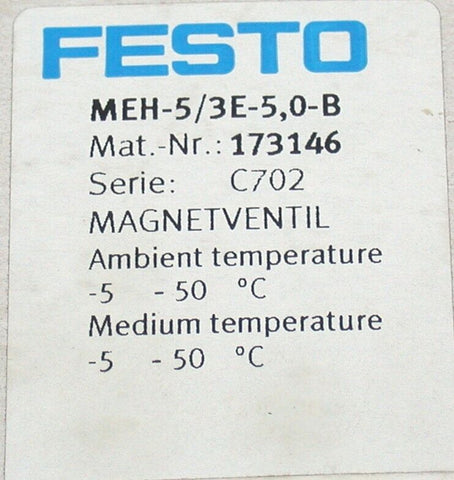 FESTO
MEH-5/3E-5,0-B
Mat.-Nr.: 173146
Serie: C702
MAGNETVENTIL
Ambient temperature
-5 - 50 °C
Medium temperature
-5 - 50 °C